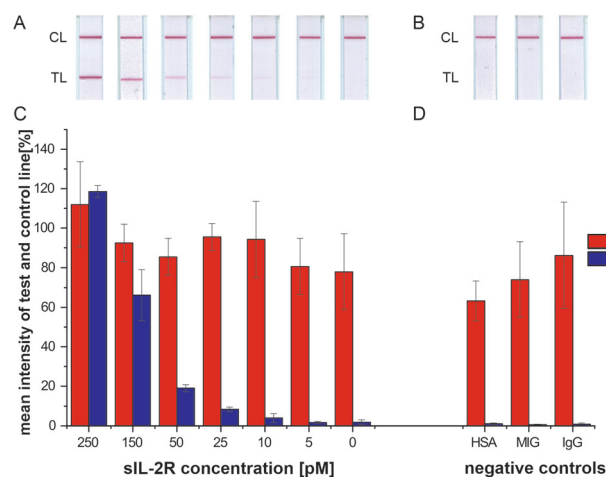 A
B
CL
TL
CL
TL
C
D
mean intensity of test and control line[%]
140
120
100
80
60
40
20
0
250 150 50 25 10 5 0
HSA MIG IgG
sIL-2R concentration [pM]
negative controls